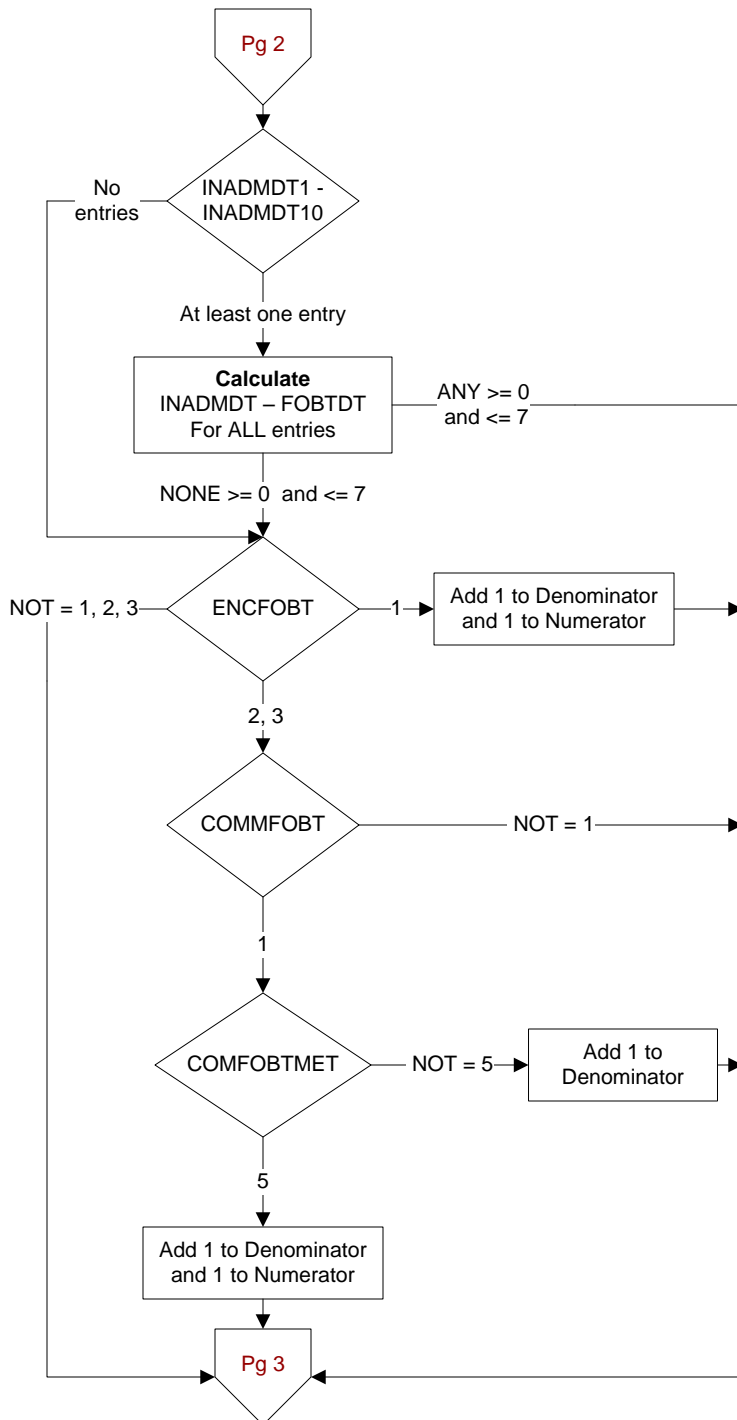 Pg 2
No
entries
INADMDT1 -
INADMDT10
At least one entry
Calculate
INADMDT – FOBTDT
For ALL entries
ANY >= 0
and <= 7
NONE >= 0 and <= 7
NOT = 1, 2, 3
ENCFOBT
1
Add 1 to Denominator
and 1 to Numerator
2, 3
COMMFOBT
NOT = 1
1
COMFOBTMET
NOT = 5
Add 1 to
Denominator
5
Add 1 to Denominator
and 1 to Numerator
Pg 3